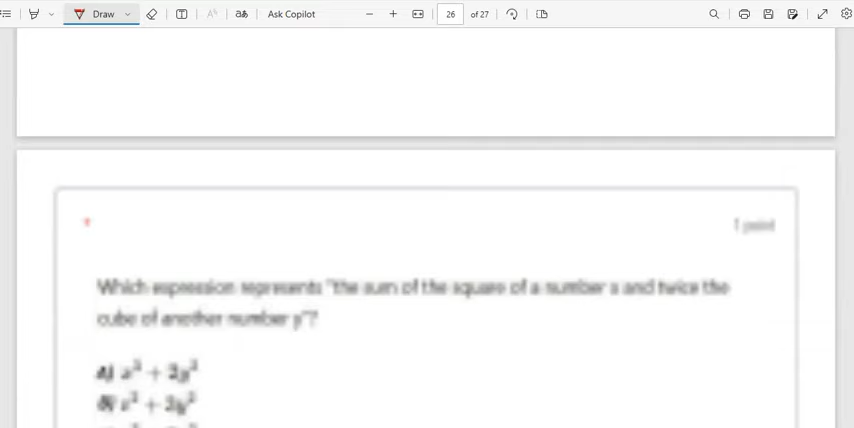 Draw
Ask Copilot
26 of 27
* 1 point
Which expression represents "the sum of the square of a number x and twice the
cube of another number y"?
A)
B)